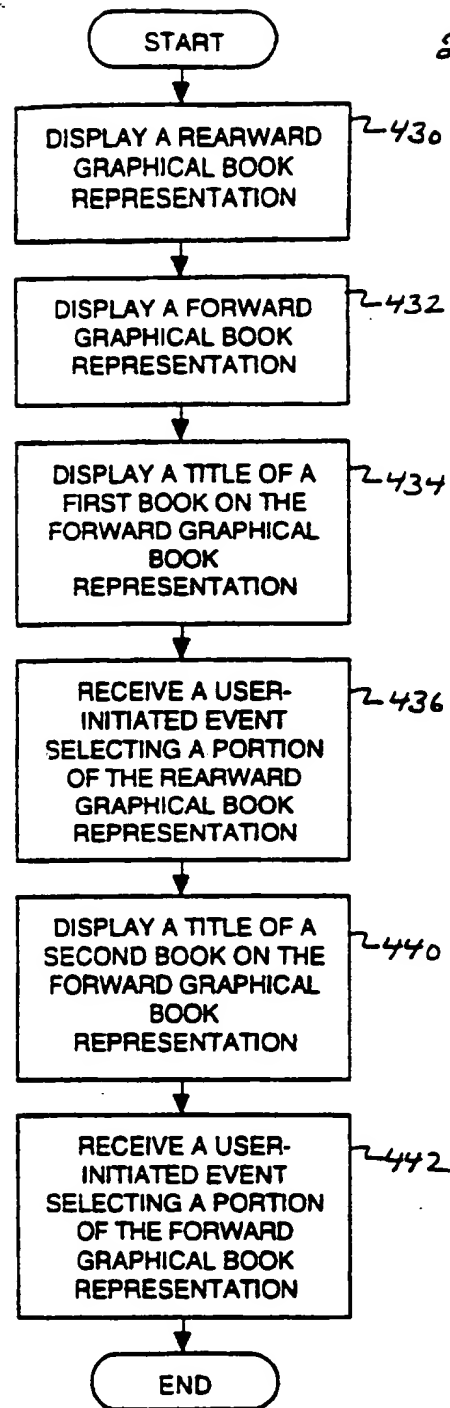 START
DISPLAY A REARWARD
GRAPHICAL BOOK
REPRESENTATION
430
DISPLAY A FORWARD
GRAPHICAL BOOK
REPRESENTATION
432
DISPLAY A TITLE OF A
FIRST BOOK ON THE
FORWARD GRAPHICAL
BOOK
REPRESENTATION
434
RECEIVE A USER-
INITIATED EVENT
SELECTING A PORTION
OF THE REARWARD
GRAPHICAL BOOK
REPRESENTATION
436
DISPLAY A TITLE OF A
SECOND BOOK ON THE
FORWARD GRAPHICAL
BOOK
REPRESENTATION
440
RECEIVE A USER-
INITIATED EVENT
SELECTING A PORTION
OF THE FORWARD
GRAPHICAL BOOK
REPRESENTATION
442
END